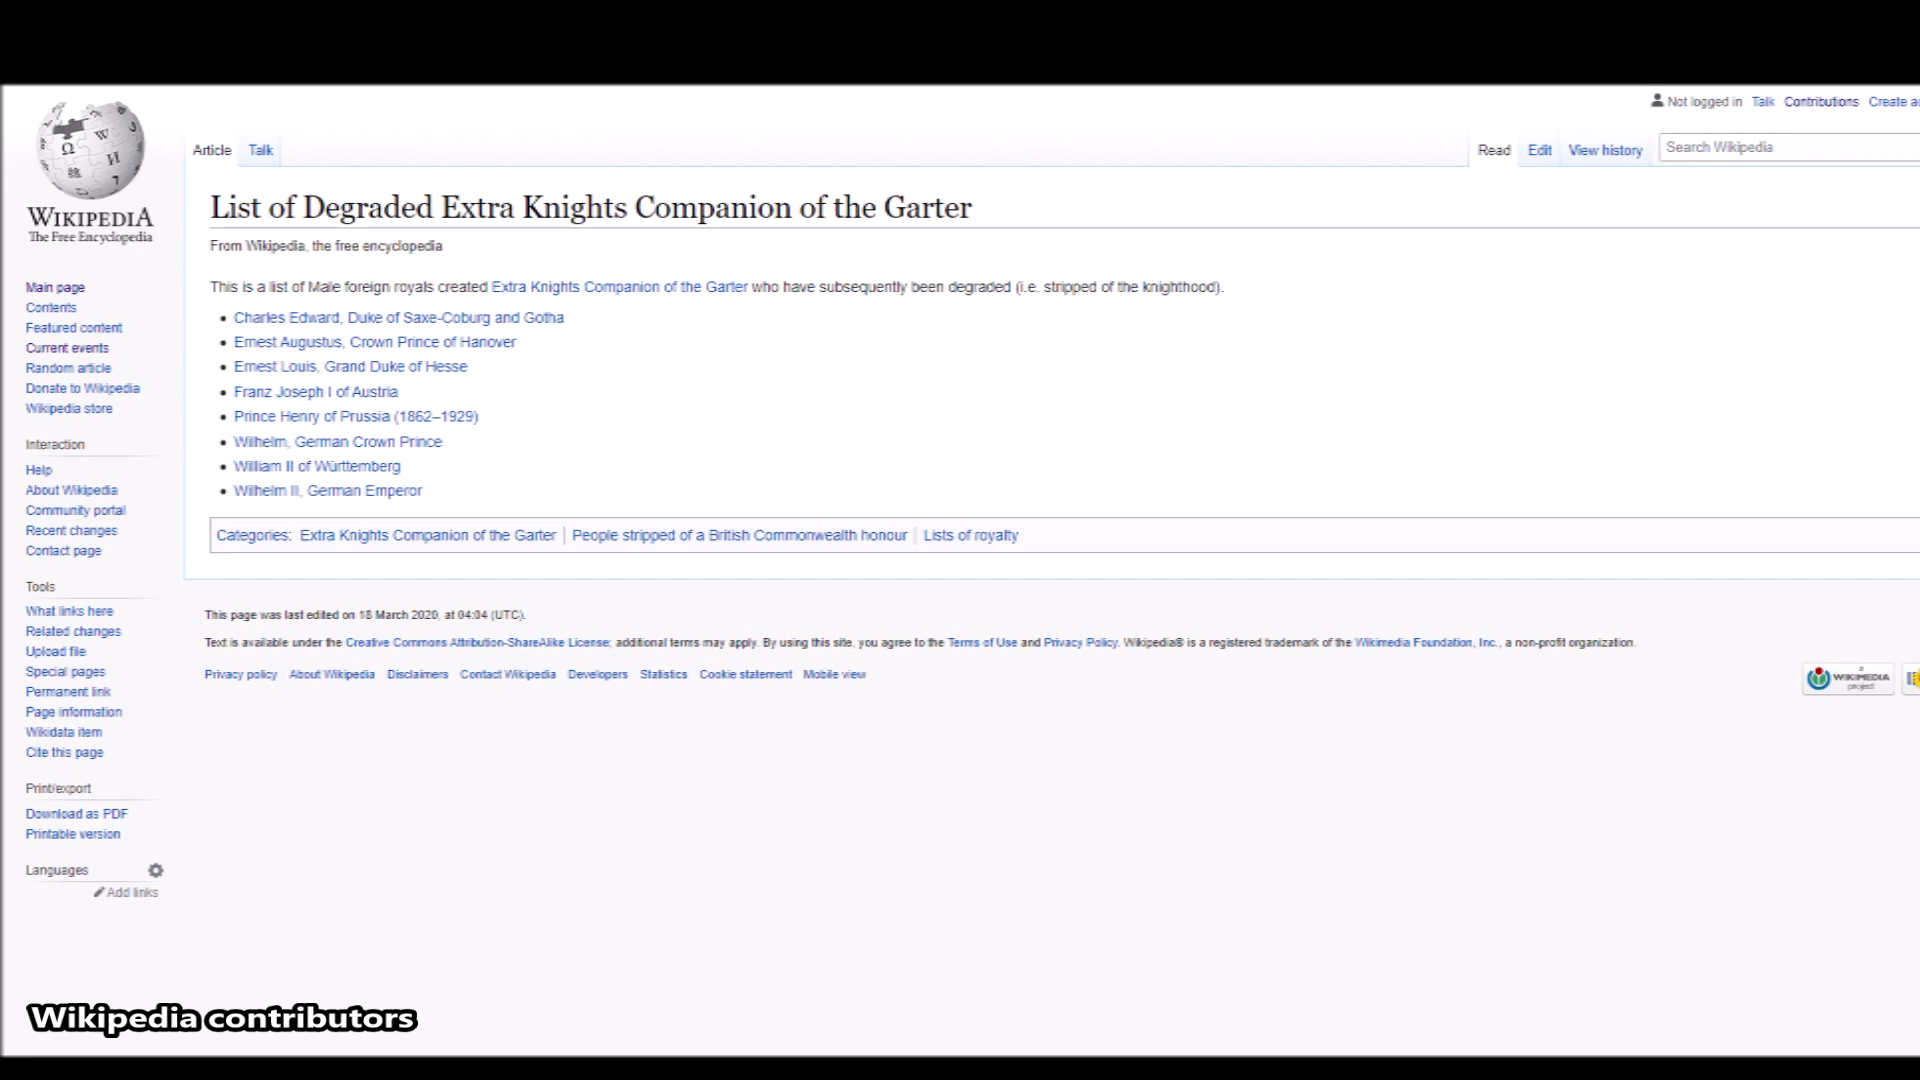 Not logged in Talk Contributions Create
Article Talk Read Edit View history Search Wikipedia
WIKIPEDIA
The Free Encyclopedia
List of Degraded Extra Knights Companion of the Garter
From Wikipedia, the free encyclopedia
This is a list of Male foreign royals created Extra Knights Companion of the Garter who have subsequently been degraded (i.e. stripped of the knighthood).
Charles Edward, Duke of Saxe-Coburg and Gotha
Ernest Augustus, Crown Prince of Hanover
Ernest Louis, Grand Duke of Hesse
Franz Joseph I of Austria
Prince Henry of Prussia (1862–1929)
Wilhelm, German Crown Prince
William II of Württemberg
Wilhelm II, German Emperor
Categories: Extra Knights Companion of the Garter | People stripped of a British Commonwealth honour | Lists of royalty
This page was last edited on 18 March 2020, at 04:04 (UTC).
Text is available under the Creative Commons Attribution-ShareAlike License; additional terms may apply. By using this site, you agree to the Terms of Use and Privacy Policy. Wikipedia® is a registered trademark of the Wikimedia Foundation, Inc., a non-profit organization.
Privacy policy About Wikipedia Disclaimers Contact Wikipedia Developers Statistics Cookie statement Mobile view
a
WIKIMEDIA
project
Main page
Contents
Featured content
Current events
Random article
Donate to Wikipedia
Wikipedia store
Interaction
Help
About Wikipedia
Community portal
Recent changes
Contact page
Tools
What links here
Related changes
Upload file
Special pages
Permanent link
Page information
Wikidata item
Cite this page
Print/export
Download as PDF
Printable version
Languages
Add links
Wikipedia contributors